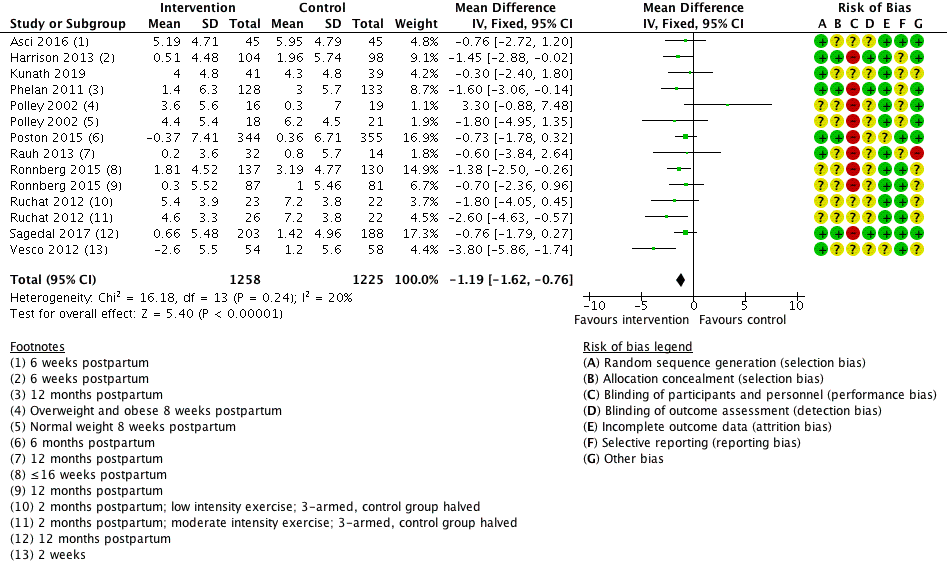 Intervention Control Mean Difference Mean Difference Risk of Bias
Study or Subgroup Mean SD Total Mean SD Total Weight IV, Fixed, 95% CI IV, Fixed, 95% CI A B C D E F G
Asci 2016 (1) 5.19 4.71 45 5.95 4.79 45 4.8% -0.76 [-2.72, 1.20] + ? ? ? + + +
Harrison 2013 (2) 0.51 4.48 104 1.96 5.74 98 9.1% -1.45 [-2.88, -0.02] + + − ? + ? +
Kunath 2019 4 4.8 41 4.3 4.8 39 4.2% -0.30 [-2.40, 1.80] ? ? ? ? + + ?
Phelan 2011 (3) 1.4 6.3 128 3 5.7 133 8.7% -1.60 [-3.06, -0.14] + + − ? + + +
Polley 2002 (4) 3.6 5.6 16 0.3 7 19 1.1% 3.30 [-0.88, 7.48] ? ? − ? + ? ?
Polley 2002 (5) 4.4 5.4 18 6.2 4.5 21 1.9% -1.80 [-4.95, 1.35] ? ? − ? + ? ?
Poston 2015 (6) -0.37 7.41 344 0.36 6.71 355 16.9% -0.73 [-1.78, 0.32] + + − ? ? + +
Rauh 2013 (7) 0.2 3.6 32 0.8 5.7 14 1.8% -0.60 [-3.84, 2.64] + ? − ? + ? −
Ronnberg 2015 (8) 1.81 4.52 137 3.19 4.77 130 14.8% -1.38 [-2.50, -0.26] ? + − ? ? + ?
Ronnberg 2015 (9) 0.3 5.52 87 1 5.46 81 6.7% -0.70 [-2.36, 0.96] ? + − ? ? + ?
Ruchat 2012 (10) 5.4 3.9 23 7.2 3.8 22 3.7% -1.80 [-4.05, 0.45] ? ? ? ? + + ?
Ruchat 2012 (11) 4.6 3.3 26 7.2 3.8 22 4.5% -2.60 [-4.63, -0.57] ? ? ? ? + + ?
Sagedal 2017 (12) 0.66 5.48 203 1.42 4.96 188 17.3% -0.76 [-1.79, 0.27] + + − + + + +
Vesco 2012 (13) -2.6 5.5 54 1.2 5.6 58 4.4% -3.80 [-5.86, -1.74] + ? ? ? + ? +
Total (95% CI) 1258 1225 100.0% -1.19 [-1.62, -0.76]
Heterogeneity: Chi² = 16.18, df = 13 (P = 0.24); I² = 20%
Test for overall effect: Z = 5.40 (P < 0.00001)
-10 -5 0 5 10
Favours intervention Favours control
Footnotes
(1) 6 weeks postpartum
(2) 6 weeks postpartum
(3) 12 months postpartum
(4) Overweight and obese 8 weeks postpartum
(5) Normal weight 8 weeks postpartum
(6) 6 months postpartum
(7) 12 months postpartum
(8) ≤16 weeks postpartum
(9) 12 months postpartum
(10) 2 months postpartum; low intensity exercise; 3-armed, control group halved
(11) 2 months postpartum; moderate intensity exercise; 3-armed, control group halved
(12) 12 months postpartum
(13) 2 weeks
Risk of bias legend
(A) Random sequence generation (selection bias)
(B) Allocation concealment (selection bias)
(C) Blinding of participants and personnel (performance bias)
(D) Blinding of outcome assessment (detection bias)
(E) Incomplete outcome data (attrition bias)
(F) Selective reporting (reporting bias)
(G) Other bias